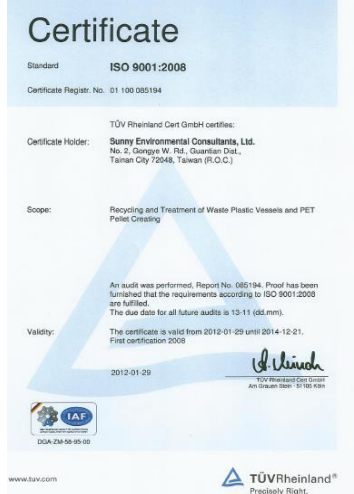 Certificate
Standard ISO 9001:2008
Certificate Registr. No. 01 100 085194
TÜV Rheinland Cert GmbH certifies:
Certificate Holder: Sunny Environmental Consultants, Ltd.
No. 2, Gongye W. Rd., Guantian Dist.,
Tainan City 72048, Taiwan (R.O.C.)
Scope: Recycling and Treatment of Waste Plastic Vessels and PET
Pellet Creating
An audit was performed, Report No. 085194. Proof has been
furnished that the requirements according to ISO 9001:2008
are fulfilled.
The due date for all future audits is 13-11 (dd.mm).
Validity: The certificate is valid from 2012-01-29 until 2014-12-21.
First certification 2008
2012-01-29
TÜV Rheinland Cert GmbH
Am Grauen Stein · 51105 Köln
IAF
DGA-ZM-58-95-00
www.tuv.com
TÜVRheinland®
Precisely Right.